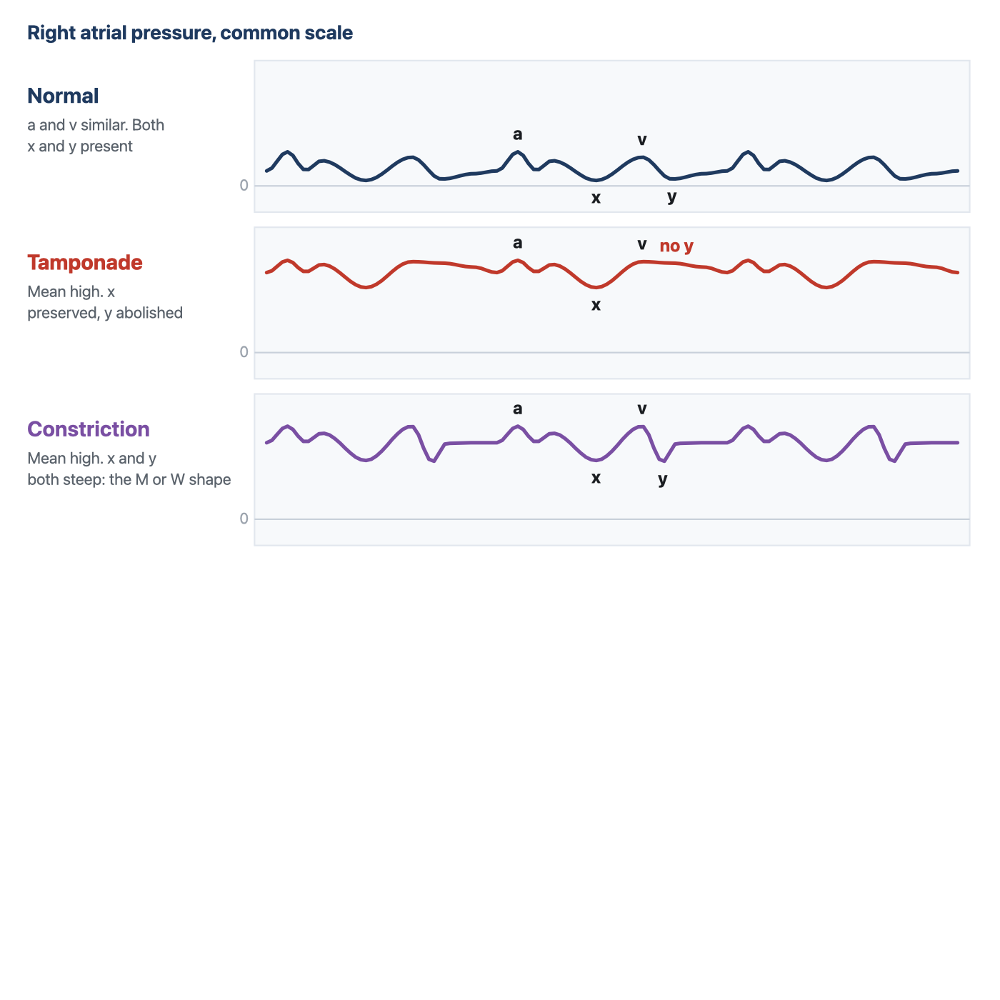 Right atrial pressure, common scale
Normal
a and v similar. Both
x and y present
a
v
0
x
y
Tamponade
Mean high. x
preserved, y abolished
a
v
no y
x
0
Constriction
Mean high. x and y
both steep: the M or W shape
a
v
x
y
0